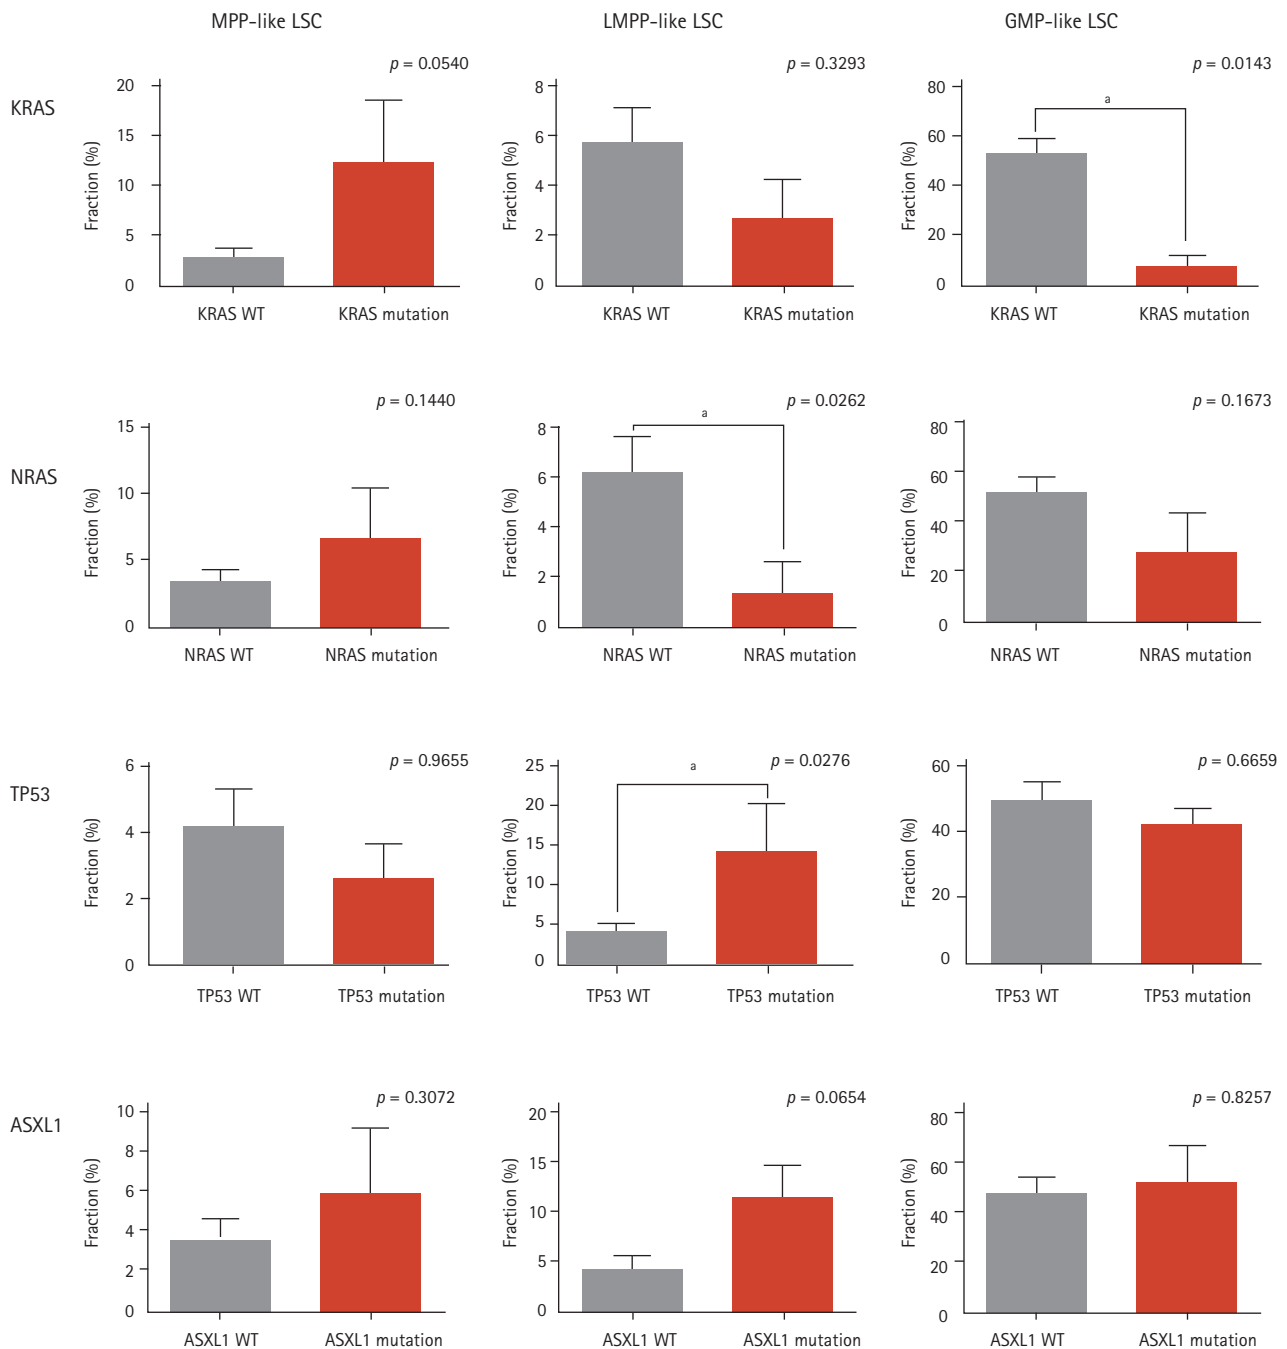 MPP-like LSC
LMPP-like LSC
GMP-like LSC
KRAS
p = 0.0540
Fraction (%)
20
15
10
5
0
KRAS WT
KRAS mutation
p = 0.3293
Fraction (%)
8
6
4
2
0
KRAS WT
KRAS mutation
p = 0.0143
a
Fraction (%)
80
60
40
20
0
KRAS WT
KRAS mutation
NRAS
p = 0.1440
Fraction (%)
15
10
5
0
NRAS WT
NRAS mutation
p = 0.0262
a
Fraction (%)
8
6
4
2
0
NRAS WT
NRAS mutation
p = 0.1673
Fraction (%)
80
60
40
20
0
NRAS WT
NRAS mutation
TP53
p = 0.9655
Fraction (%)
6
4
2
0
TP53 WT
TP53 mutation
p = 0.0276
a
Fraction (%)
25
20
15
10
5
0
TP53 WT
TP53 mutation
p = 0.6659
Fraction (%)
60
40
20
0
TP53 WT
TP53 mutation
ASXL1
p = 0.3072
Fraction (%)
10
8
6
4
2
0
ASXL1 WT
ASXL1 mutation
p = 0.0654
Fraction (%)
20
15
10
5
0
ASXL1 WT
ASXL1 mutation
p = 0.8257
Fraction (%)
80
60
40
20
0
ASXL1 WT
ASXL1 mutation